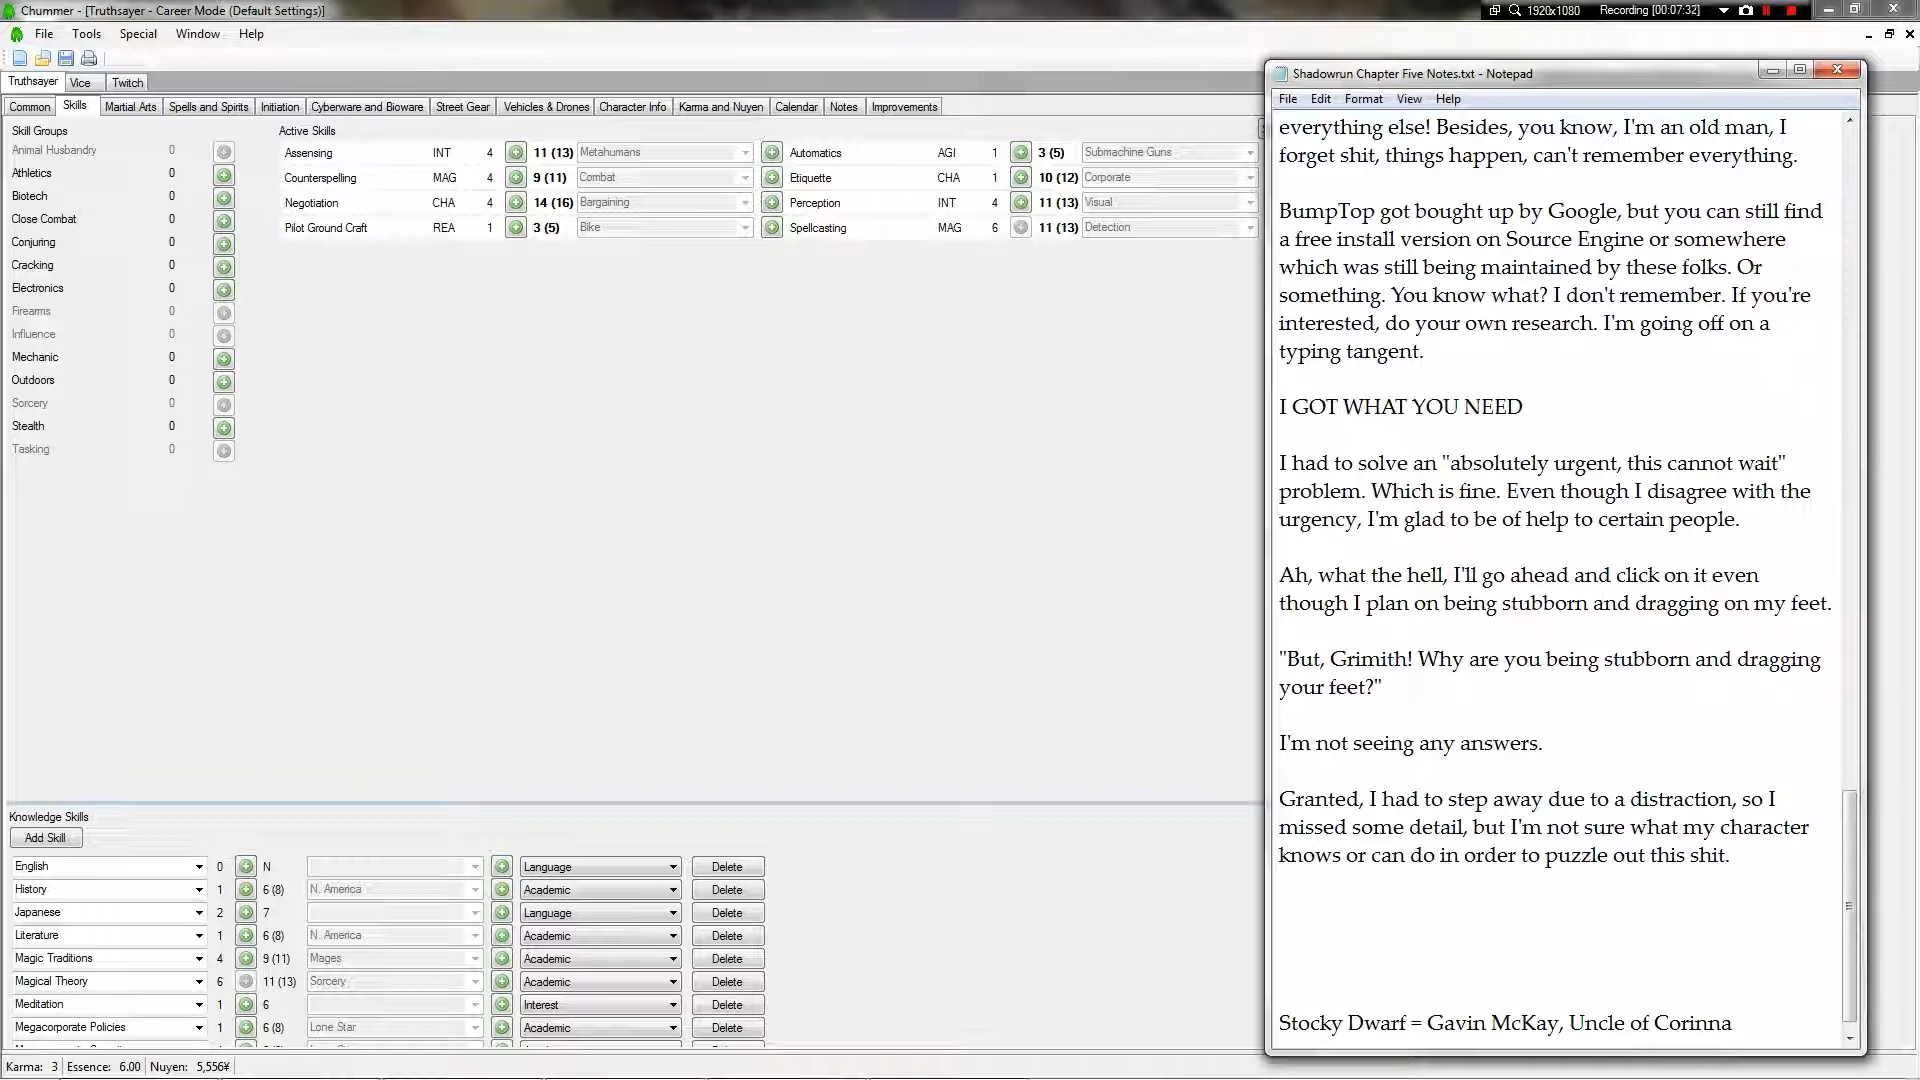 Chummer - [Truthsayer - Career Mode (Default Settings)]
1920x1080 Recording [00:07:32]
File Tools Special Window Help
Truthsayer Vice Twitch
Common Skills Martial Arts Spells and Spirits Initiation Cyberware and Bioware Street Gear Vehicles & Drones Character Info Karma and Nuyen Calendar Notes Improvements
Skill Groups
Animal Husbandry 0
Athletics 0
Biotech 0
Close Combat 0
Conjuring 0
Cracking 0
Electronics 0
Firearms 0
Influence 0
Mechanic 0
Outdoors 0
Sorcery 0
Stealth 0
Tasking 0
Active Skills
Assensing INT 4 11 (13) Metahumans
Automatics AGI 1 3 (5) Submachine Guns
Counterspelling MAG 4 9 (11) Combat
Etiquette CHA 1 10 (12) Corporate
Negotiation CHA 4 14 (16) Bargaining
Perception INT 4 11 (13) Visual
Pilot Ground Craft REA 1 3 (5) Bike
Spellcasting MAG 6 11 (13) Detection
Knowledge Skills
Add Skill
English 0 N Language Delete
History 1 6 (8) N. America Academic Delete
Japanese 2 7 Language Delete
Literature 1 6 (8) N. America Academic Delete
Magic Traditions 4 9 (11) Mages Academic Delete
Magical Theory 6 11 (13) Sorcery Academic Delete
Meditation 1 6 Interest Delete
Megacorporate Policies 1 6 (8) Lone Star Academic Delete
Karma: 3 Essence: 6.00 Nuyen: 5,556¥
Shadowrun Chapter Five Notes.txt - Notepad
File Edit Format View Help
everything else! Besides, you know, I'm an old man, I
forget shit, things happen, can't remember everything.
BumpTop got bought up by Google, but you can still find
a free install version on Source Engine or somewhere
which was still being maintained by these folks. Or
something. You know what? I don't remember. If you're
interested, do your own research. I'm going off on a
typing tangent.
I GOT WHAT YOU NEED
I had to solve an "absolutely urgent, this cannot wait"
problem. Which is fine. Even though I disagree with the
urgency, I'm glad to be of help to certain people.
Ah, what the hell, I'll go ahead and click on it even
though I plan on being stubborn and dragging on my feet.
"But, Grimith! Why are you being stubborn and dragging
your feet?"
I'm not seeing any answers.
Granted, I had to step away due to a distraction, so I
missed some detail, but I'm not sure what my character
knows or can do in order to puzzle out this shit.
Stocky Dwarf = Gavin McKay, Uncle of Corinna